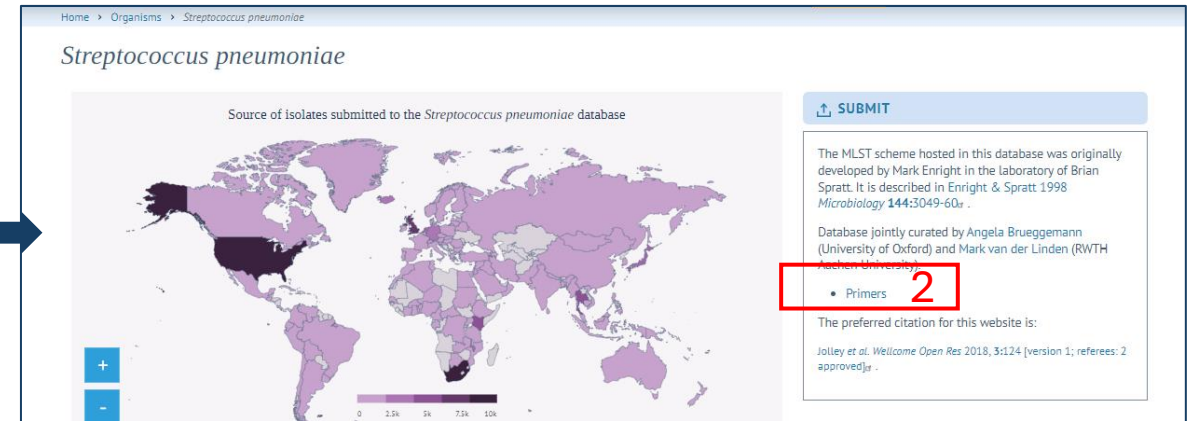 Home › Organisms › Streptococcus pneumoniae
Streptococcus pneumoniae
Source of isolates submitted to the Streptococcus pneumoniae database
+
-
0 2.5k 5k 7.5k 10k
SUBMIT
The MLST scheme hosted in this database was originally
developed by Mark Enright in the laboratory of Brian
Spratt. It is described in Enright & Spratt 1998
Microbiology 144:3049-60 .
Database jointly curated by Angela Brueggemann
(University of Oxford) and Mark van der Linden (RWTH
Aachen University).
• Primers 2
The preferred citation for this website is:
Jolley et al. Wellcome Open Res 2018, 3:124 [version 1; referees: 2
approved] .